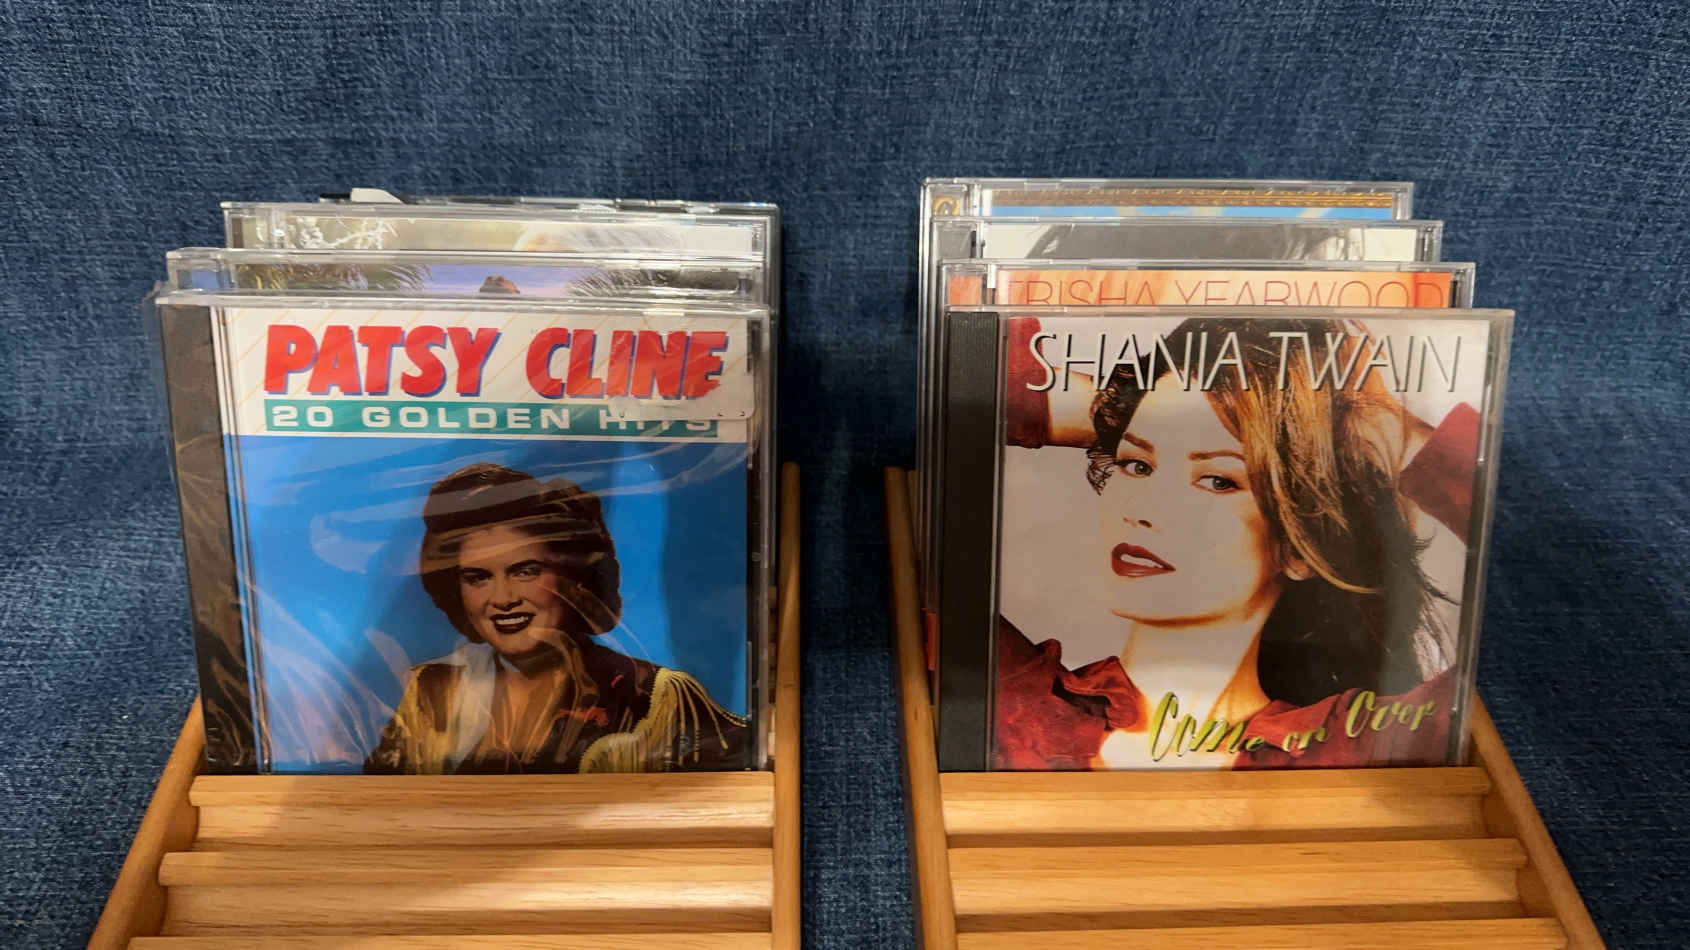 PATSY CLINE
20 GOLDEN HITS
TRISHA YEARWOOD
SHANIA TWAIN
Come on Over